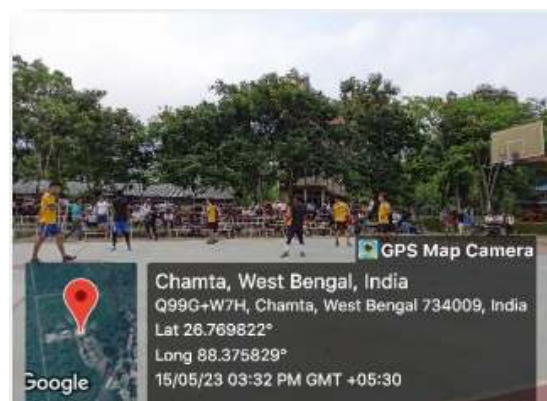 GPS Map Camera
Chamta, West Bengal, India
Q99G+W7H, Chamta, West Bengal 734009, India
Lat 26.769822°
Long 88.375829°
15/05/23 03:32 PM GMT +05:30
Google